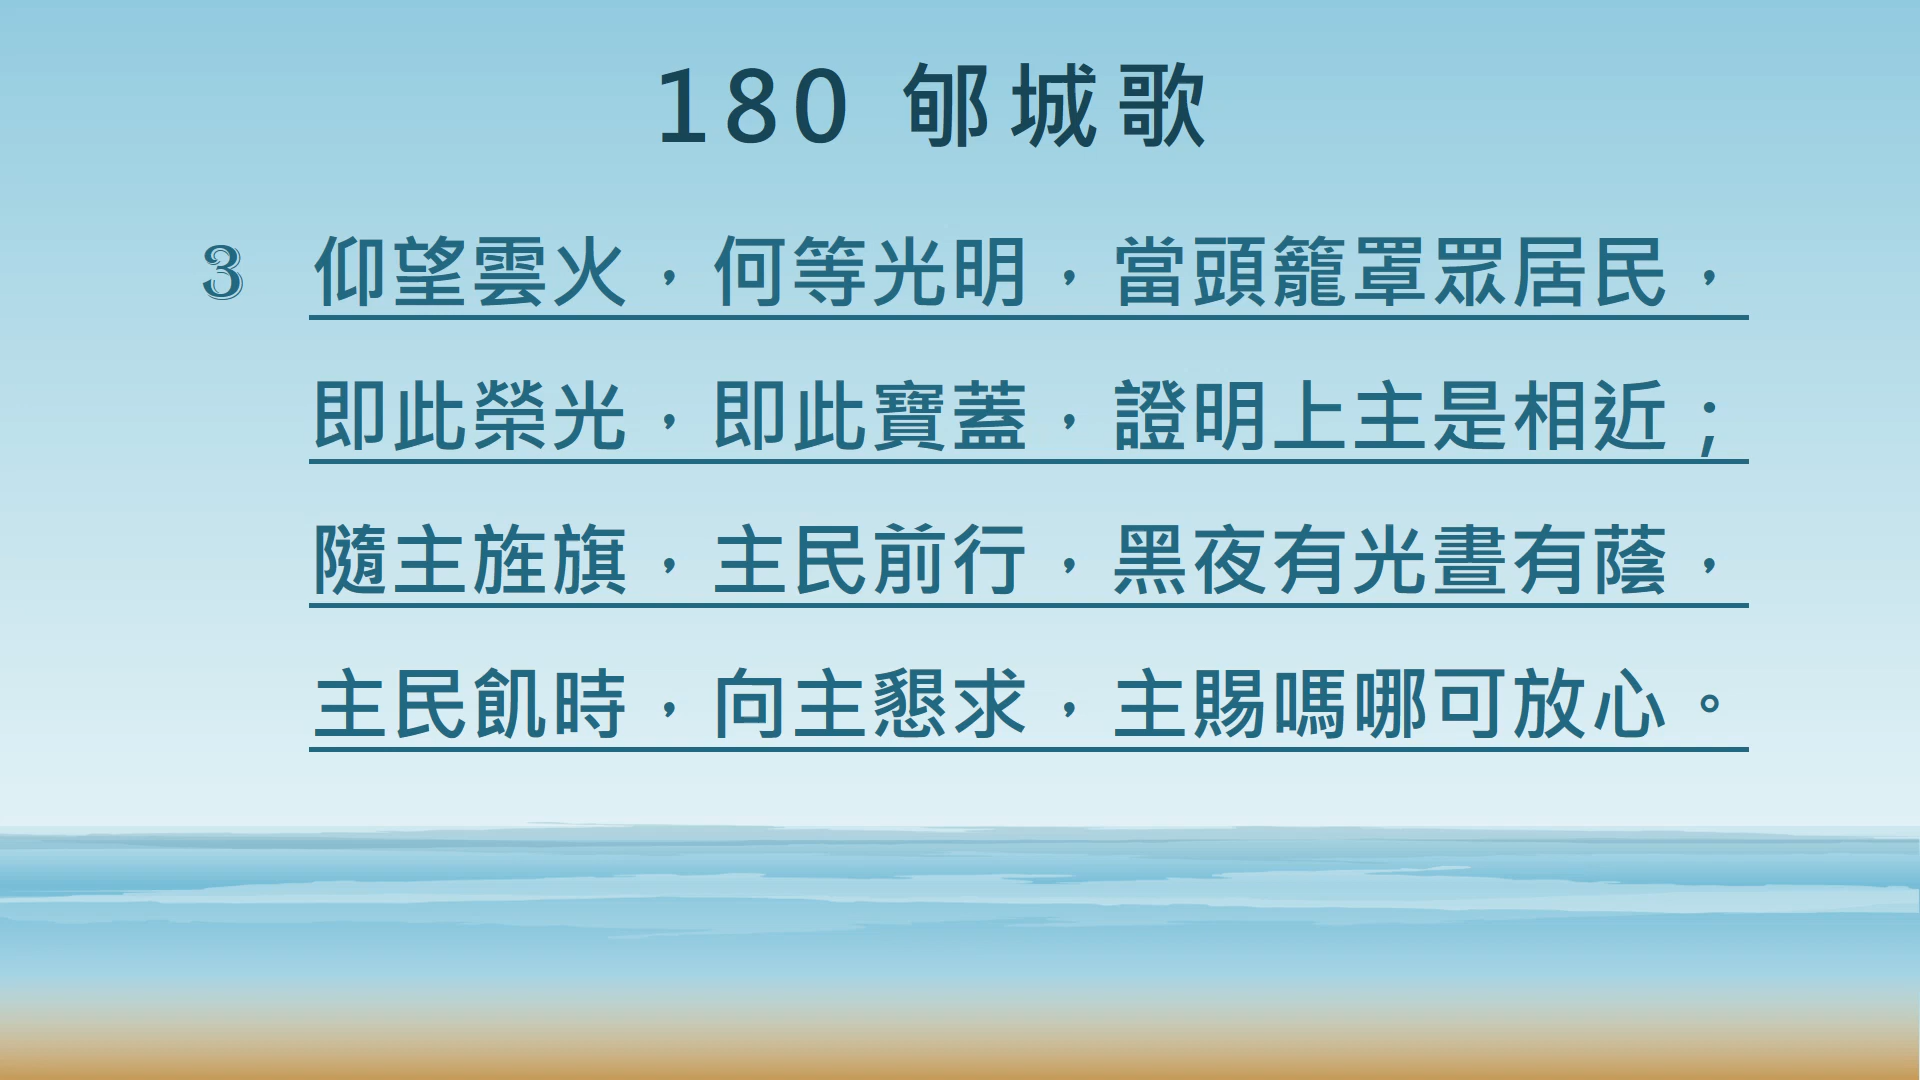 180 郇城歌
3 仰望雲火，何等光明，當頭籠罩眾居民，
即此榮光，即此寶蓋，證明上主是相近；
隨主旌旗，主民前行，黑夜有光晝有蔭，
主民飢時，向主懇求，主賜嗎哪可放心。